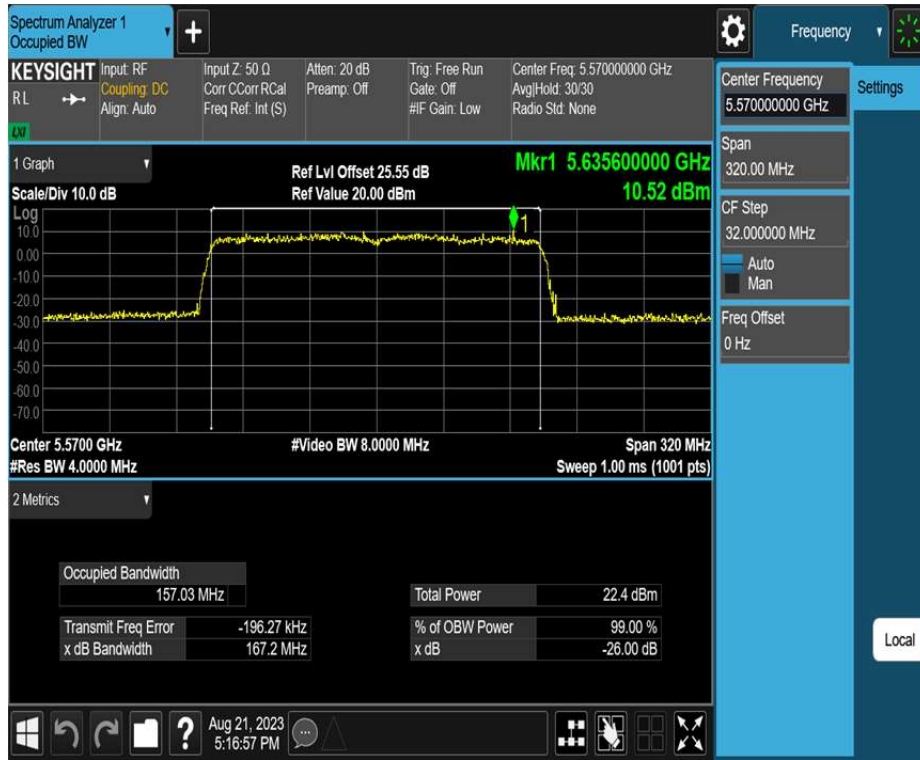 Spectrum Analyzer 1
Occupied BW
+
Frequency
KEYSIGHT
RL
LXI
Input: RF
Coupling: DC
Align: Auto
Input Z: 50 Ω
Corr CCorr RCal
Freq Ref: Int (S)
Atten: 20 dB
Preamp: Off
Trig: Free Run
Gate: Off
#IF Gain: Low
Center Freq: 5.570000000 GHz
Avg|Hold: 30/30
Radio Std: None
Center Frequency
5.570000000 GHz
Settings
Span
320.00 MHz
CF Step
32.000000 MHz
Auto
Man
Freq Offset
0 Hz
Local
1 Graph
Scale/Div 10.0 dB
Ref Lvl Offset 25.55 dB
Ref Value 20.00 dBm
Mkr1 5.635600000 GHz
10.52 dBm
Log
10.0
0.00
-10.0
-20.0
-30.0
-40.0
-50.0
-60.0
-70.0
1
Center 5.5700 GHz
#Video BW 8.0000 MHz
Span 320 MHz
#Res BW 4.0000 MHz
Sweep 1.00 ms (1001 pts)
2 Metrics
Occupied Bandwidth
157.03 MHz
Total Power 22.4 dBm
Transmit Freq Error -196.27 kHz
% of OBW Power 99.00 %
x dB Bandwidth 167.2 MHz
x dB -26.00 dB
?
Aug 21, 2023
5:16:57 PM